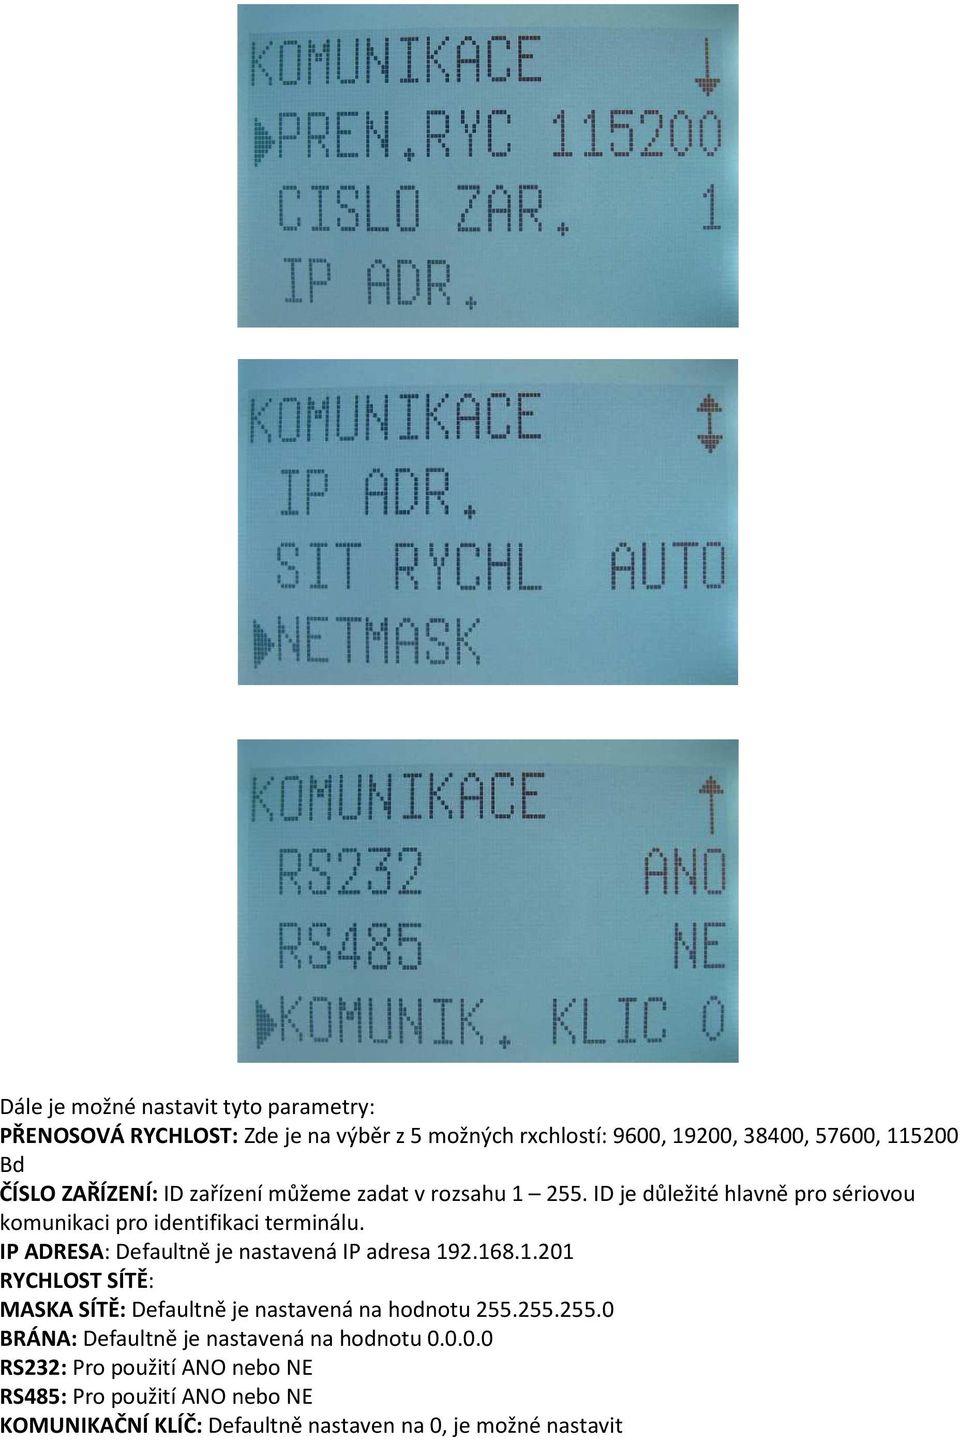 KOMUNIKACE
PREN.RYC 115200
CISLO ZAR. 1
IP ADR.
KOMUNIKACE
IP ADR.
SIT RYCHL AUTO
NETMASK
KOMUNIKACE
RS232 ANO
RS485 NE
KOMUNIK. KLIC 0
Dále je možné nastavit tyto parametry:
PŘENOSOVÁ RYCHLOST: Zde je na výběr z 5 možných rxchlostí: 9600, 19200, 38400, 57600, 115200
Bd
ČÍSLO ZAŘÍZENÍ: ID zařízení můžeme zadat v rozsahu 1 – 255. ID je důležité hlavně pro sériovou
komunikaci pro identifikaci terminálu.
IP ADRESA: Defaultně je nastavená IP adresa 192.168.1.201
RYCHLOST SÍTĚ:
MASKA SÍTĚ: Defaultně je nastavená na hodnotu 255.255.255.0
BRÁNA: Defaultně je nastavená na hodnotu 0.0.0.0
RS232: Pro použití ANO nebo NE
RS485: Pro použití ANO nebo NE
KOMUNIKAČNÍ KLÍČ: Defaultně nastaven na 0, je možné nastavit